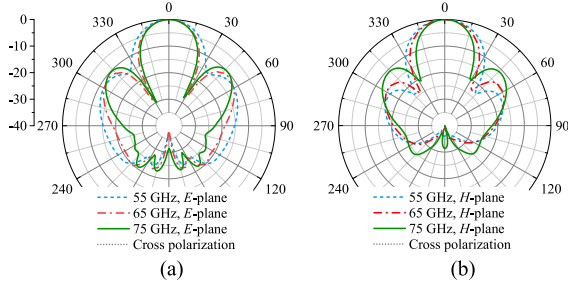 0
0
0
330
30
330
30
-10
300
60
300
60
-20
-30
-40
270
90
270
90
240
120
240
120
55 GHz, E-plane
55 GHz, H-plane
65 GHz, E-plane
65 GHz, H-plane
75 GHz, E-plane
75 GHz, H-plane
Cross polarization
Cross polarization
(a)
(b)